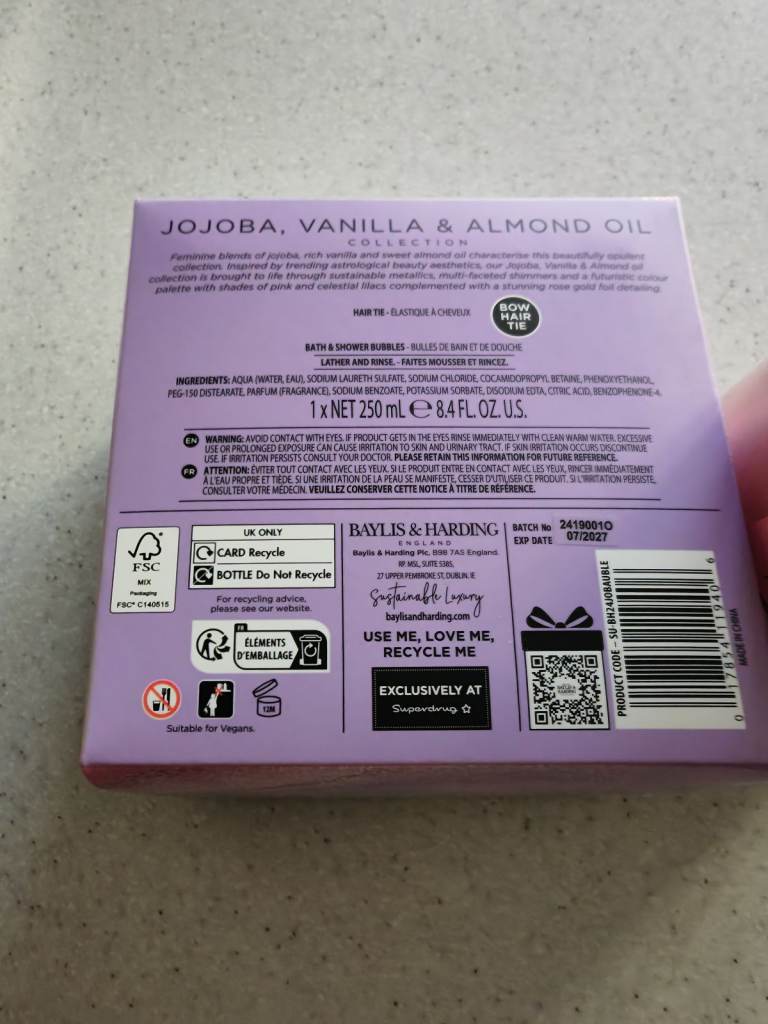 JOJOBA, VANILLA & ALMOND OIL
COLLECTION
Feminine blends of jojoba, rich vanilla and sweet almond oil characterise this beautifully opulent
collection. Inspired by trending astrological beauty aesthetics, our Jojoba, Vanilla & Almond oil
collection is brought to life through sustainable metallics, multi-faceted shimmers and a futuristic colour
palette with shades of pink and celestial lilacs complemented with a stunning rose gold foil detailing.
HAIR TIE - ÉLASTIQUE À CHEVEUX
BOW
HAIR
TIE
BATH & SHOWER BUBBLES - BULLES DE BAIN ET DE DOUCHE
LATHER AND RINSE. - FAITES MOUSSER ET RINCEZ.
INGREDIENTS: AQUA (WATER, EAU), SODIUM LAURETH SULFATE, SODIUM CHLORIDE, COCAMIDOPROPYL BETAINE, PHENOXYETHANOL,
PEG-150 DISTEARATE, PARFUM (FRAGRANCE), SODIUM BENZOATE, POTASSIUM SORBATE, DISODIUM EDTA, CITRIC ACID, BENZOPHENONE-4.
1 x NET 250 mL ℮ 8.4 FL. OZ. U.S.
EN WARNING: AVOID CONTACT WITH EYES. IF PRODUCT GETS IN THE EYES RINSE IMMEDIATELY WITH CLEAN WARM WATER. EXCESSIVE
USE OR PROLONGED EXPOSURE CAN CAUSE IRRITATION TO SKIN AND URINARY TRACT. IF SKIN IRRITATION OCCURS DISCONTINUE
USE. IF IRRITATION PERSISTS CONSULT YOUR DOCTOR. PLEASE RETAIN THIS INFORMATION FOR FUTURE REFERENCE.
FR ATTENTION: ÉVITER TOUT CONTACT AVEC LES YEUX. SI LE PRODUIT ENTRE EN CONTACT AVEC LES YEUX, RINCER IMMÉDIATEMENT
À L'EAU PROPRE ET TIÈDE. SI UNE IRRITATION DE LA PEAU SE MANIFESTE, CESSER D'UTILISER CE PRODUIT. SI L'IRRITATION PERSISTE,
CONSULTER VOTRE MÉDECIN. VEUILLEZ CONSERVER CETTE NOTICE À TITRE DE RÉFÉRENCE.
FSC
MIX
Packaging
FSC® C140515
UK ONLY
CARD Recycle
BOTTLE Do Not Recycle
For recycling advice,
please see our website.
FR
ÉLÉMENTS
D'EMBALLAGE
12M
Suitable for Vegans.
BAYLIS & HARDING
ENGLAND
Baylis & Harding Plc, B98 7AS England.
RP. MSL, SUITE 5385,
27 UPPER PEMBROKE ST, DUBLIN. IE
Sustainable Luxury
baylisandharding.com
USE ME, LOVE ME,
RECYCLE ME
EXCLUSIVELY AT
Superdrug
BATCH No 2419001O
EXP DATE 07/2027
PRODUCT CODE - SU-BH24JOBAUBLE
0 17854 11940 6
MADE IN CHINA